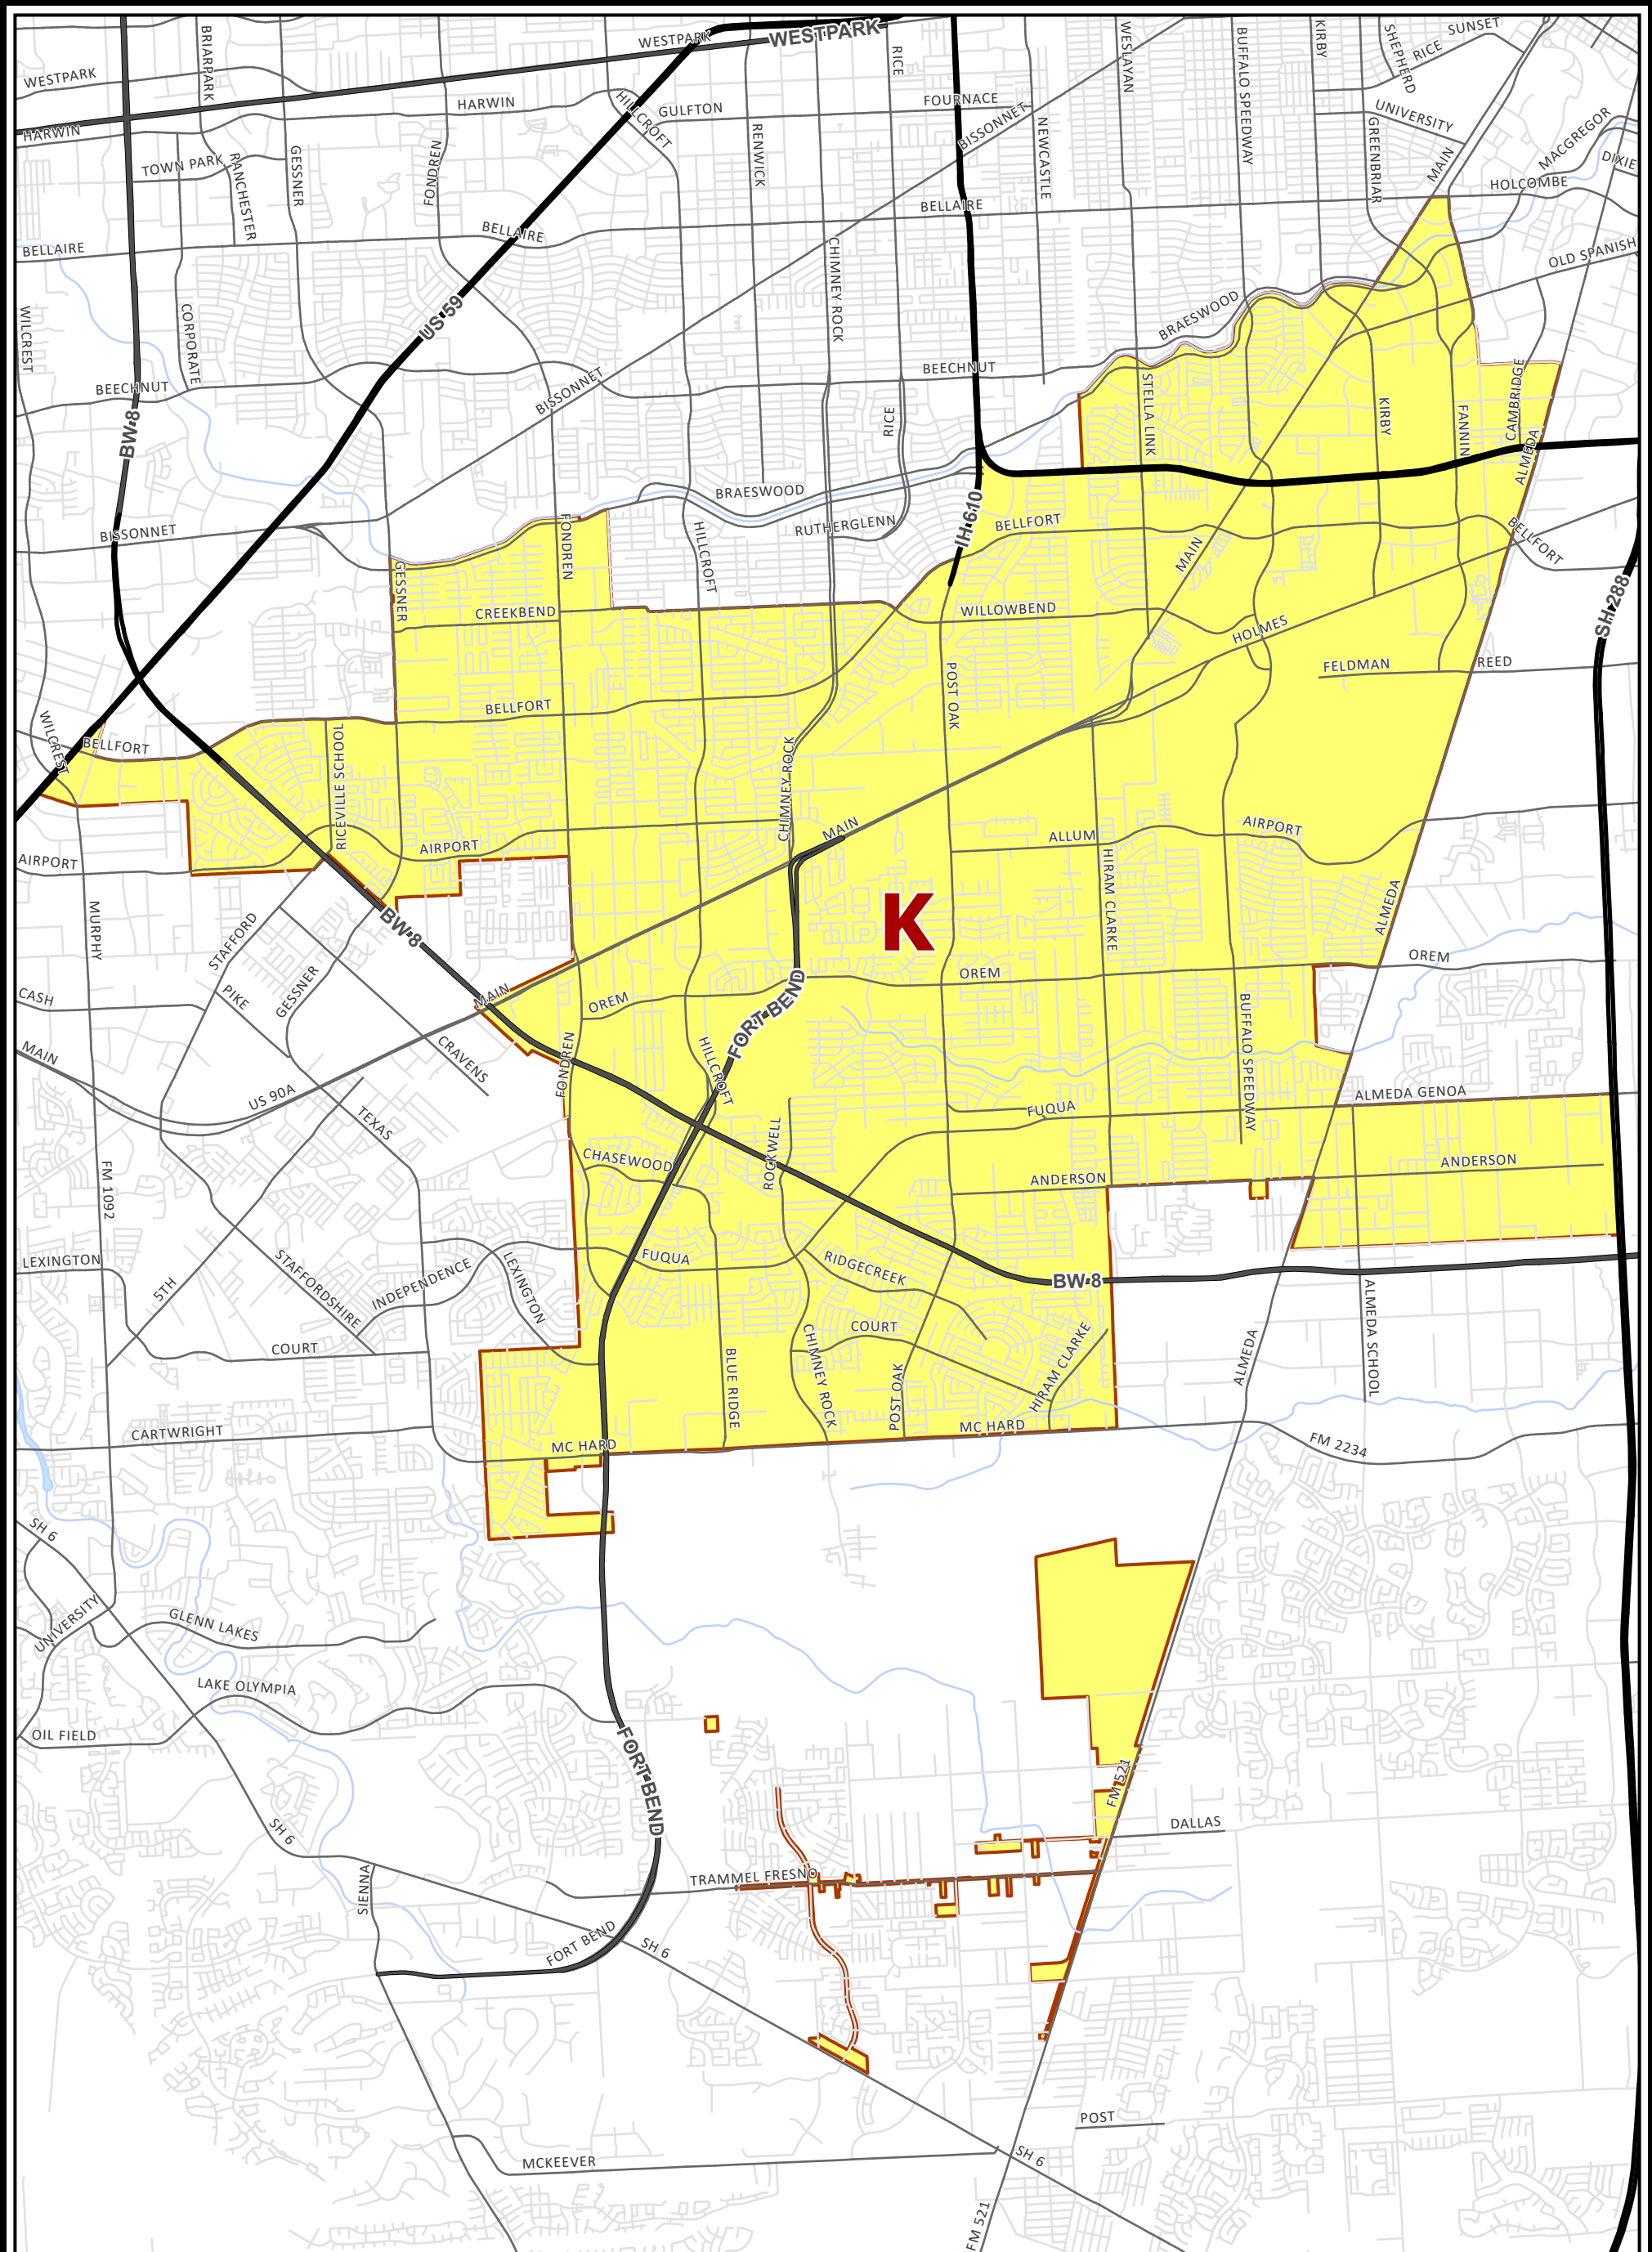 WESTPARK
BRIARPARK
WESTPARK
WESTPARK
RICE
WESLAYAN
BUFFALO SPEEDWAY
KIRBY
SHEPHERD
RICE
SUNSET
HARWIN
HARWIN
HILLCROFT
GULFTON
FOURNACE
BISSONNET
NEWCASTLE
UNIVERSITY
GREENBRIAR
MAIN
MACGREGOR
DIXIE
TOWN PARK
RANCHESTER
GESSNER
FONDREN
RENWICK
HOLCOMBE
BELLAIRE
BELLAIRE
BELLAIRE
OLD SPANISH
CHIMNEY ROCK
WILCREST
CORPORATE
US 59
BRAESWOOD
BEECHNUT
BEECHNUT
BISSONNET
BW-8
RICE
STELLA LINK
KIRBY
FANNIN
CAMBRIDGE
ALMEDA
BRAESWOOD
RUTHERGLENN
IH-610
BELLFORT
BELLFORT
BISSONNET
FONDREN
HILLCROFT
MAIN
GESSNER
CREEKBEND
WILLOWBEND
HOLMES
SH-288
FELDMAN
REED
POST OAK
BELLFORT
WILCREST
BELLFORT
RICEVILLE SCHOOL
CHIMNEY ROCK
MAIN
ALLUM
AIRPORT
AIRPORT
AIRPORT
HIRAM CLARKE
K
ALMEDA
MURPHY
BW-8
STAFFORD
OREM
OREM
CASH
PIKE
GESSNER
MAIN
OREM
FORT-BEND
BUFFALO SPEEDWAY
MAIN
CRAVENS
FONDREN
HILLCROFT
US 90A
TEXAS
FUQUA
ALMEDA GENOA
ROCKWELL
CHASEWOOD
ANDERSON
ANDERSON
FM 1092
LEXINGTON
5TH
STAFFORDSHIRE
INDEPENDENCE
LEXINGTON
FUQUA
RIDGECREEK
BW-8
ALMEDA SCHOOL
COURT
COURT
BLUE RIDGE
CHIMNEY ROCK
POST OAK
HIRAM CLARKE
ALMEDA
CARTWRIGHT
MC HARD
MC HARD
FM 2234
SH 6
UNIVERSITY
GLENN LAKES
LAKE OLYMPIA
OIL FIELD
FORT-BEND
FM 521
SH 6
DALLAS
SIENNA
TRAMMEL FRESNO
FORT BEND
SH 6
POST
MCKEEVER
SH 6
FM 521